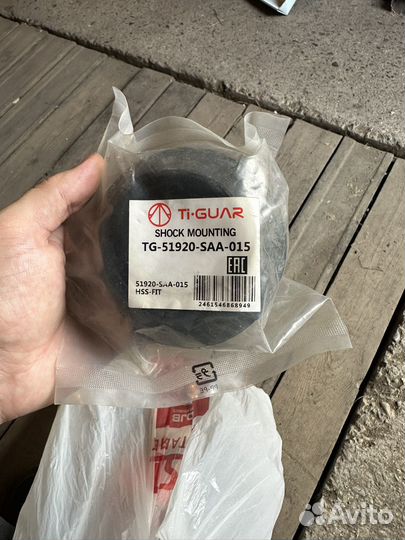 Ti-GUAR
SHOCK MOUNTING
TG-51920-SAA-015
EAC
51920-SAA-015
HSS-FIT
2461546868949
Avito